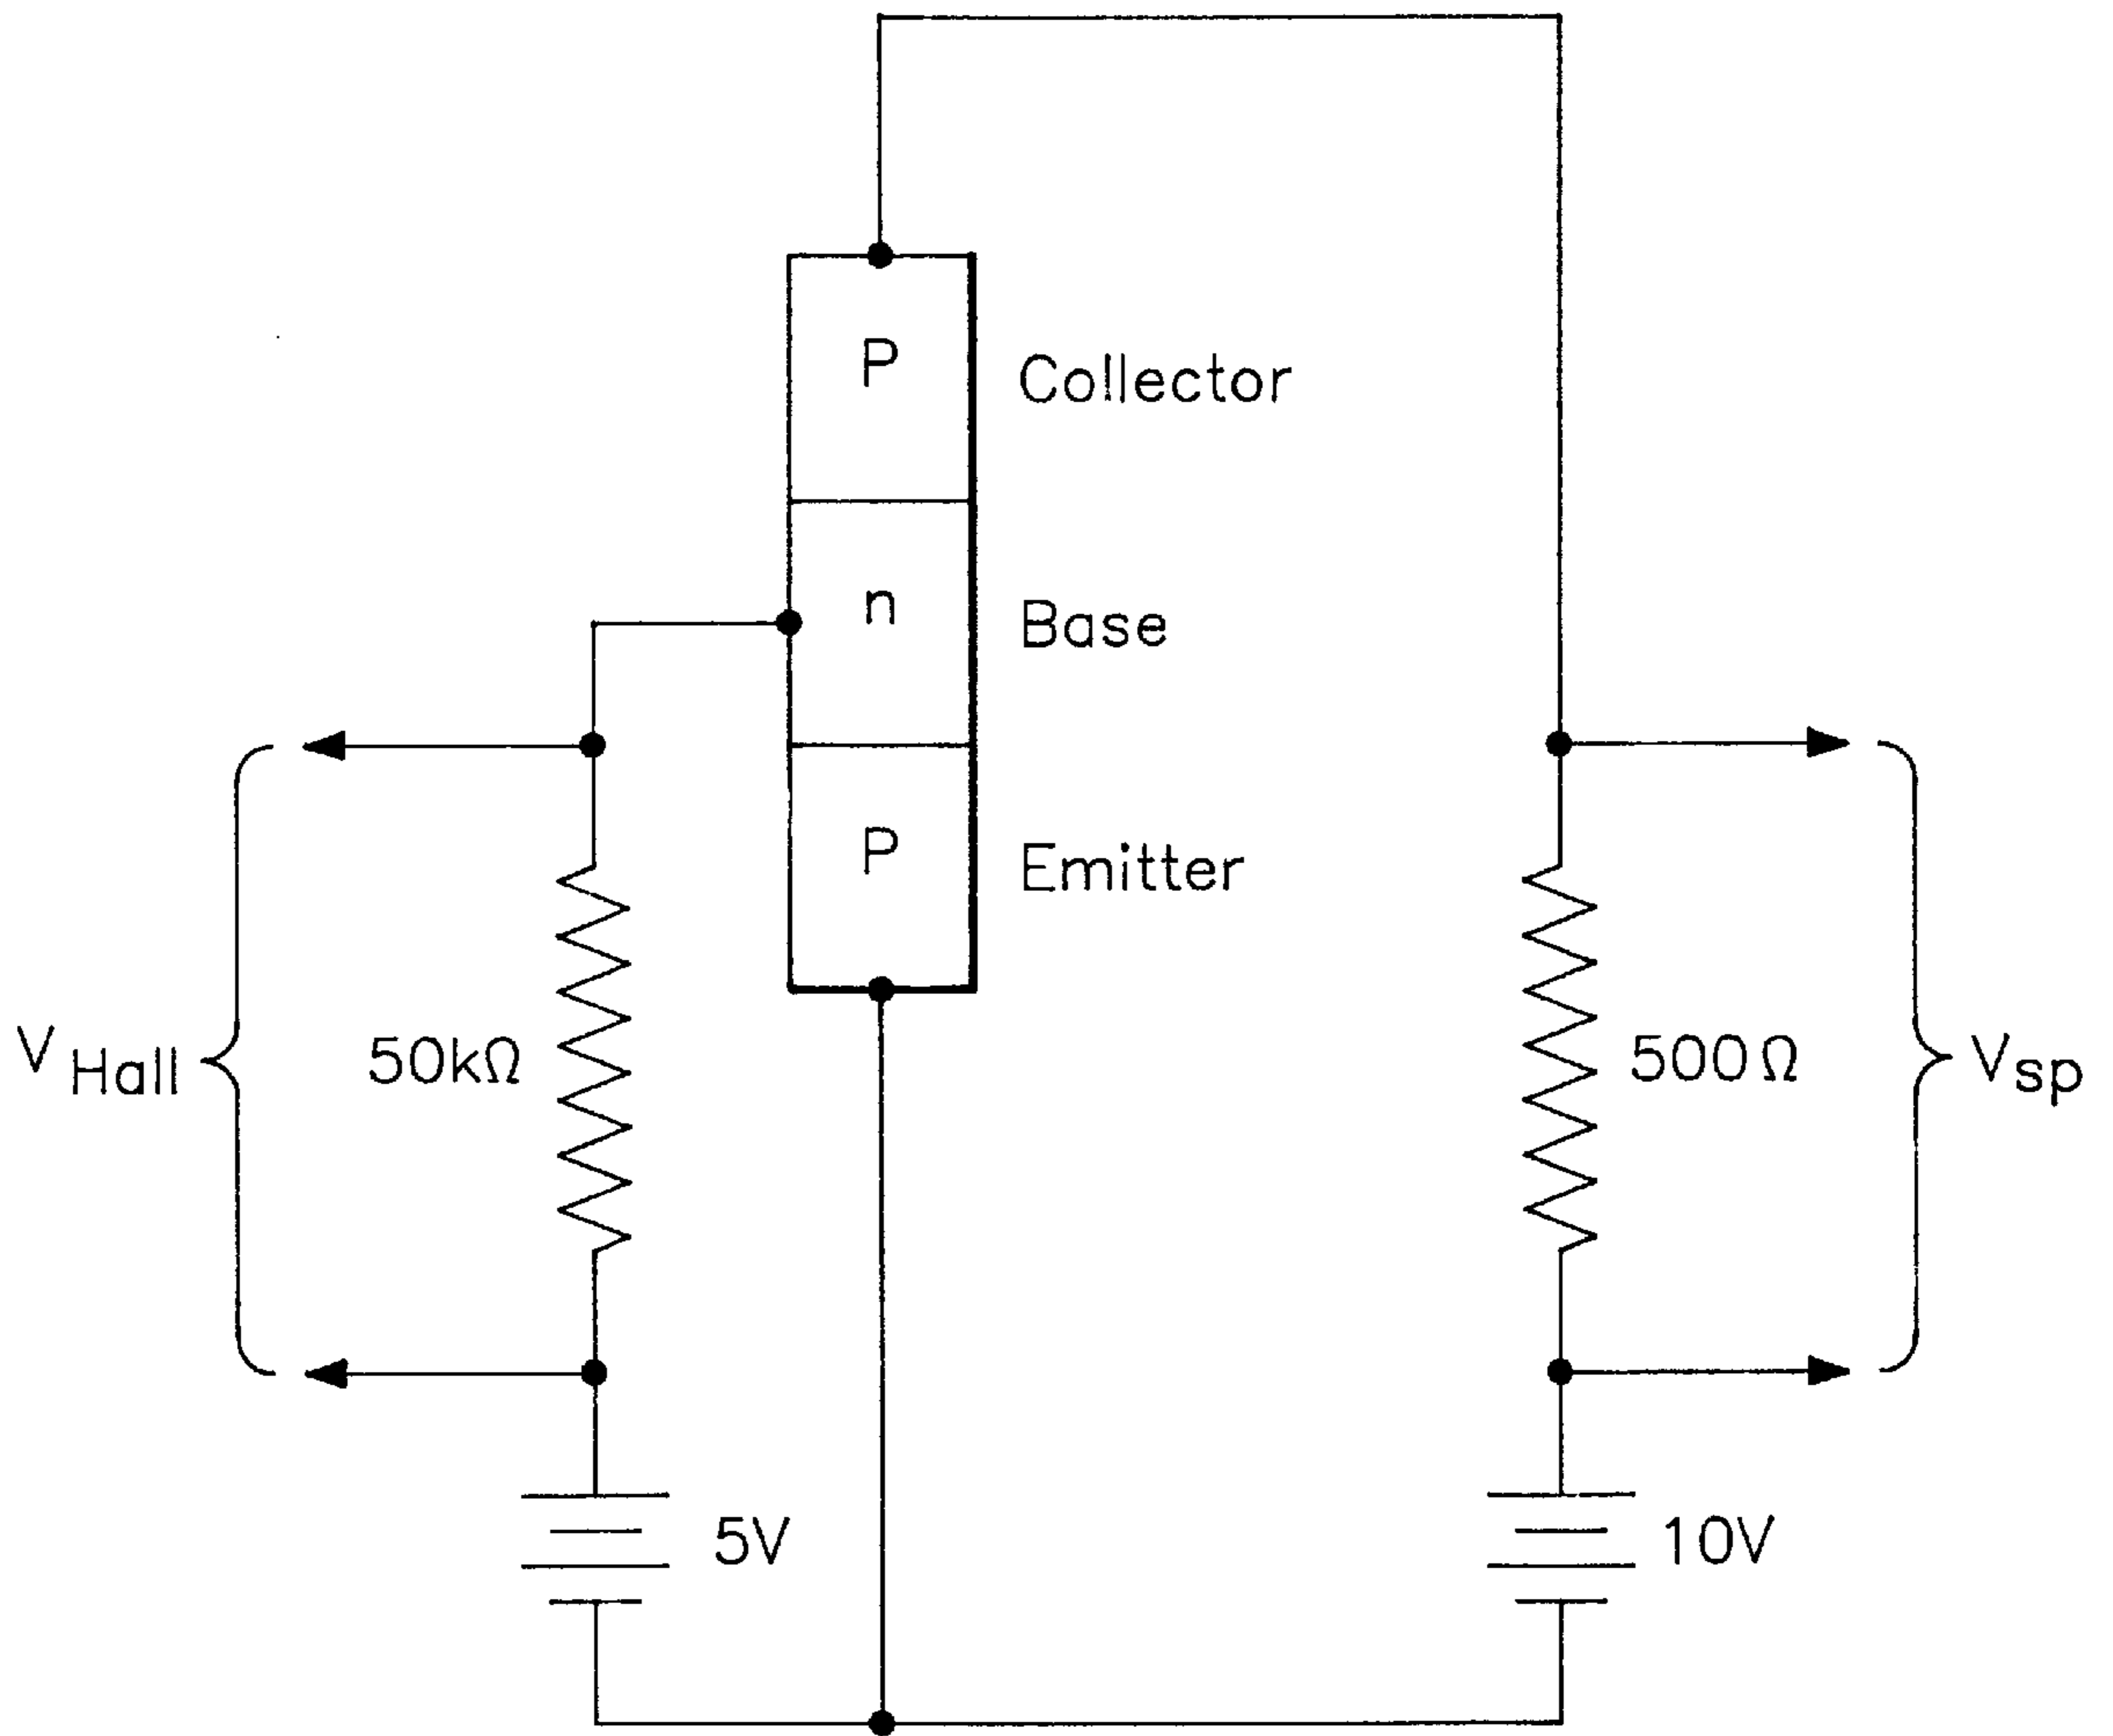 P
Collector
n
Base
P
Emitter
V Hall
50kΩ
500Ω
Vsp
5V
10V